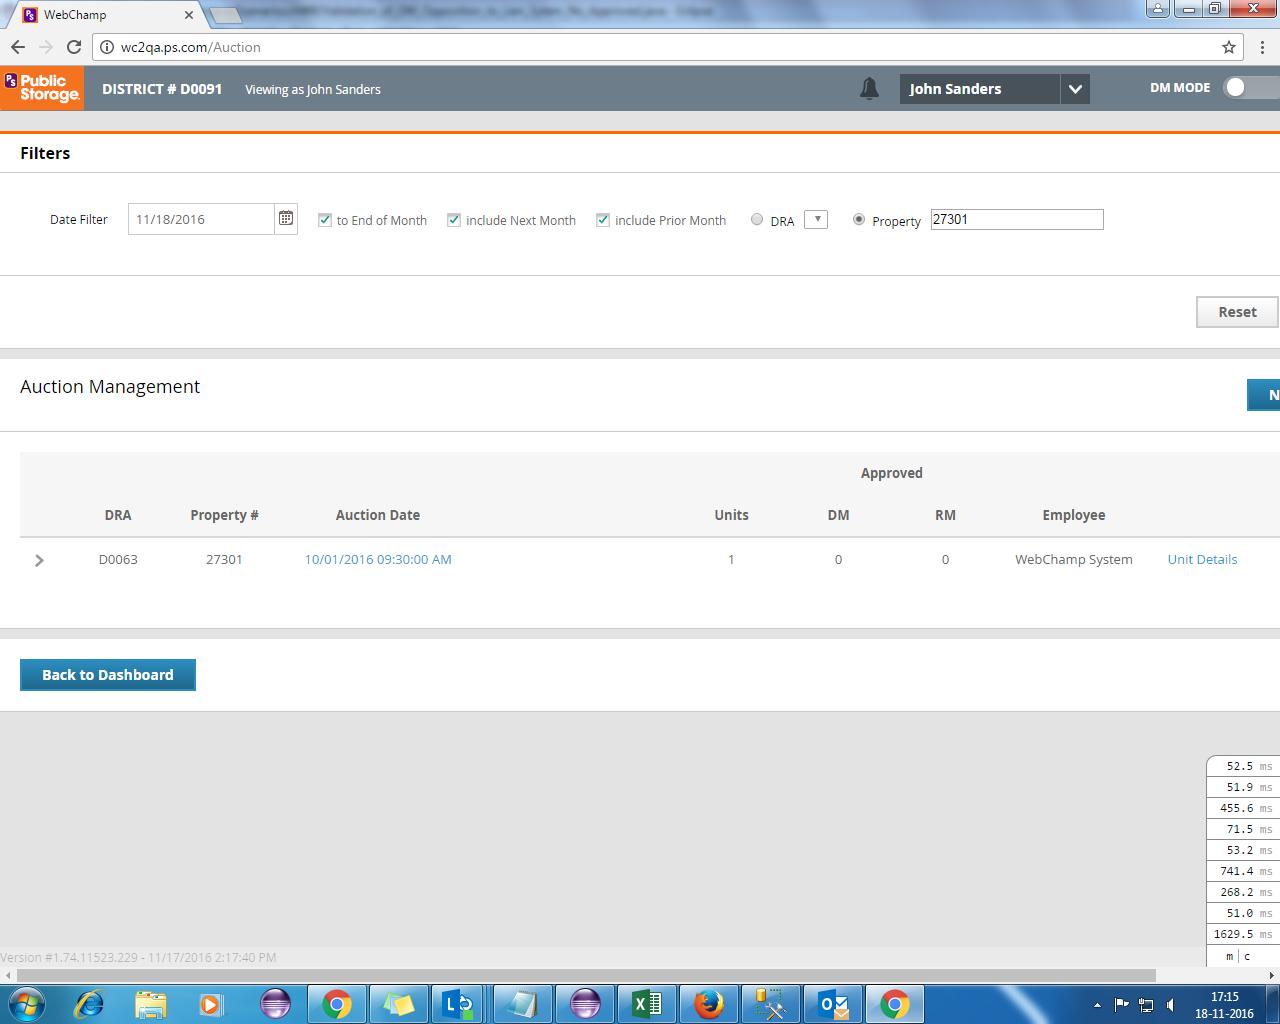 WebChamp
wc2qa.ps.com/Auction
PS Public Storage.
DISTRICT # D0091
Viewing as John Sanders
John Sanders
DM MODE
Filters
Date Filter
11/18/2016
to End of Month
include Next Month
include Prior Month
DRA
Property
27301
Reset
Auction Management
N
Approved
DRA Property # Auction Date Units DM RM Employee
D0063 27301 10/01/2016 09:30:00 AM 1 0 0 WebChamp System Unit Details
Back to Dashboard
52.5 ms
51.9 ms
455.6 ms
71.5 ms
53.2 ms
741.4 ms
268.2 ms
51.0 ms
1629.5 ms
m | c
Version #1.74.11523.229 - 11/17/2016 2:17:40 PM
17:15
18-11-2016